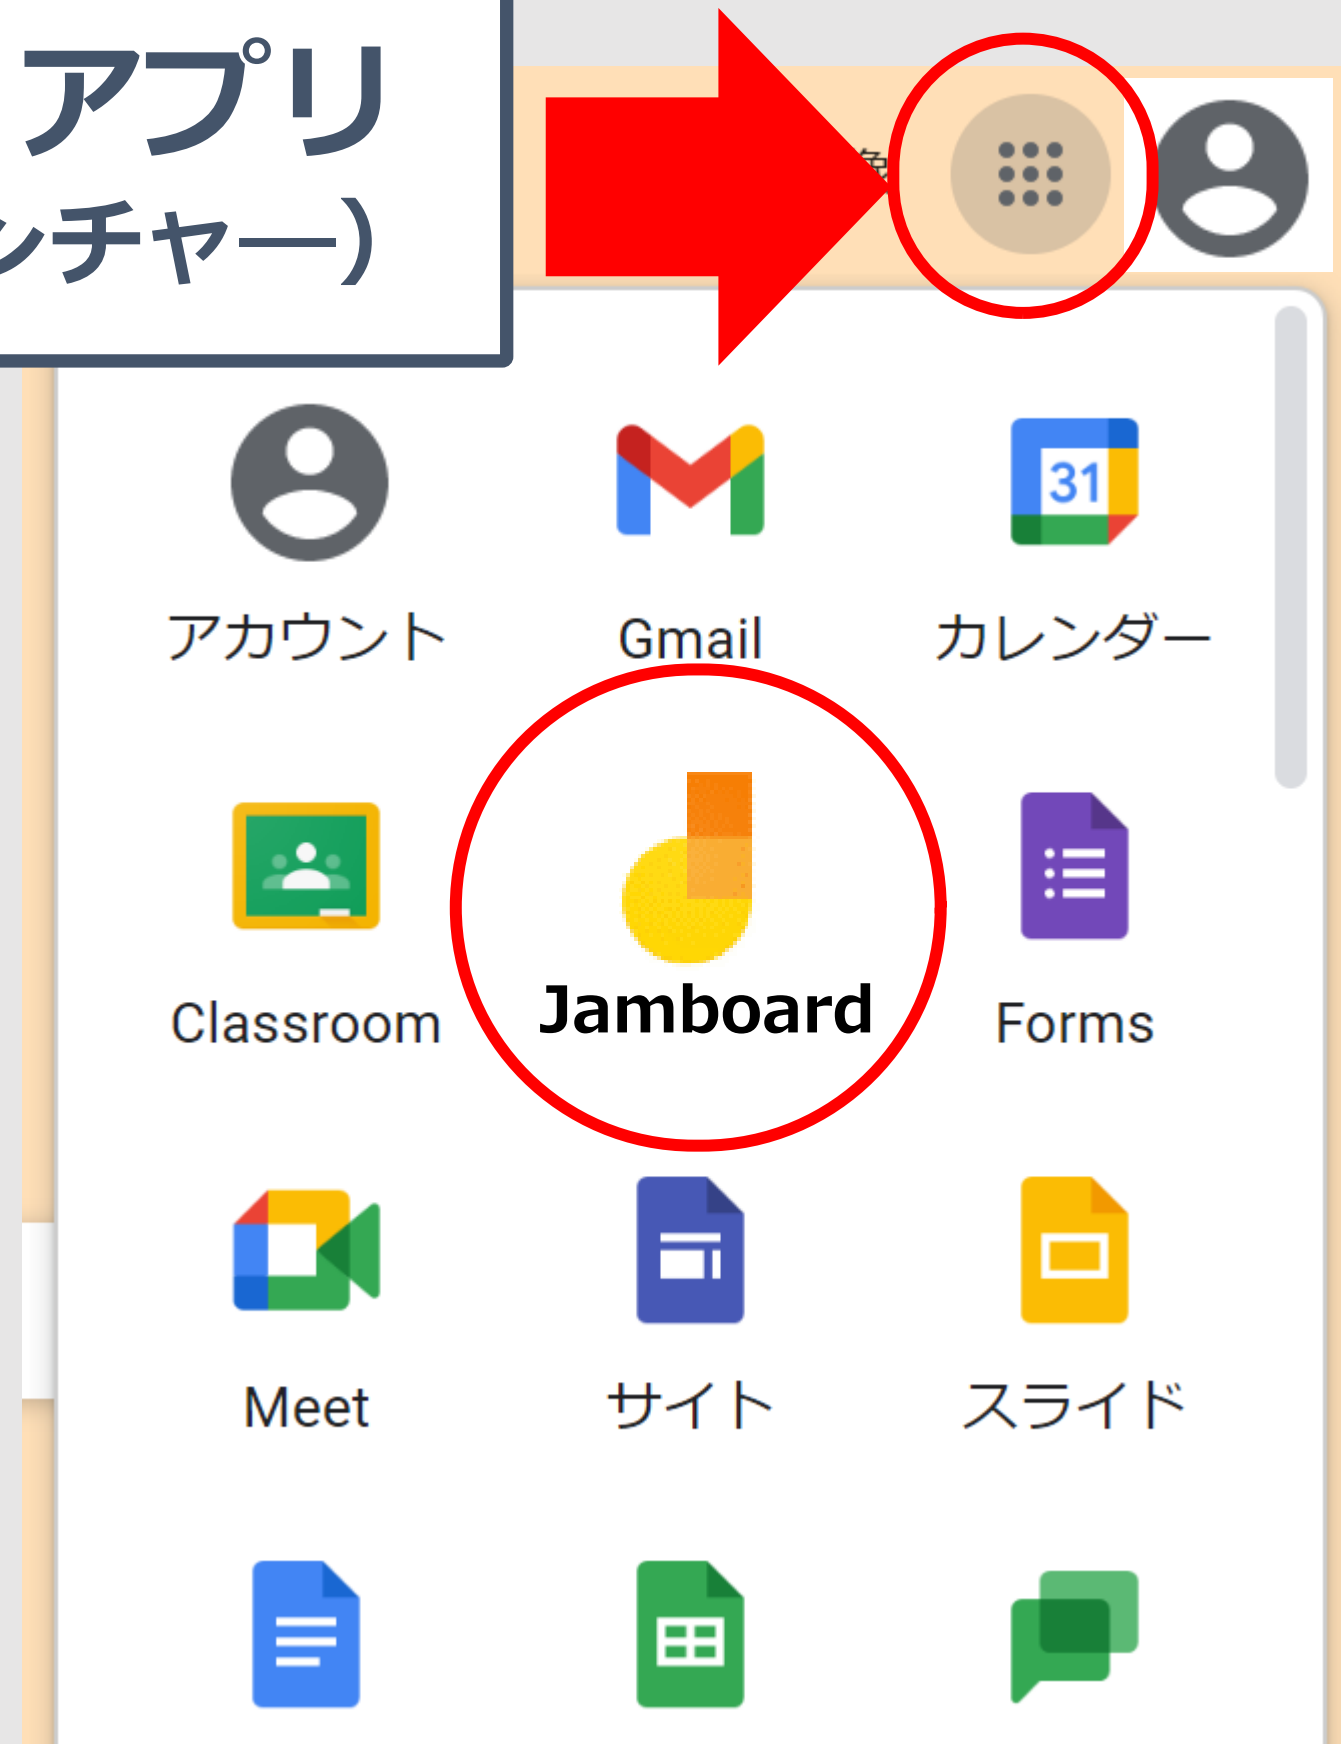 アプリ
ンチャー）
象
31
アカウント
Gmail
カレンダー
Classroom
Jamboard
Forms
Meet
サイト
スライド